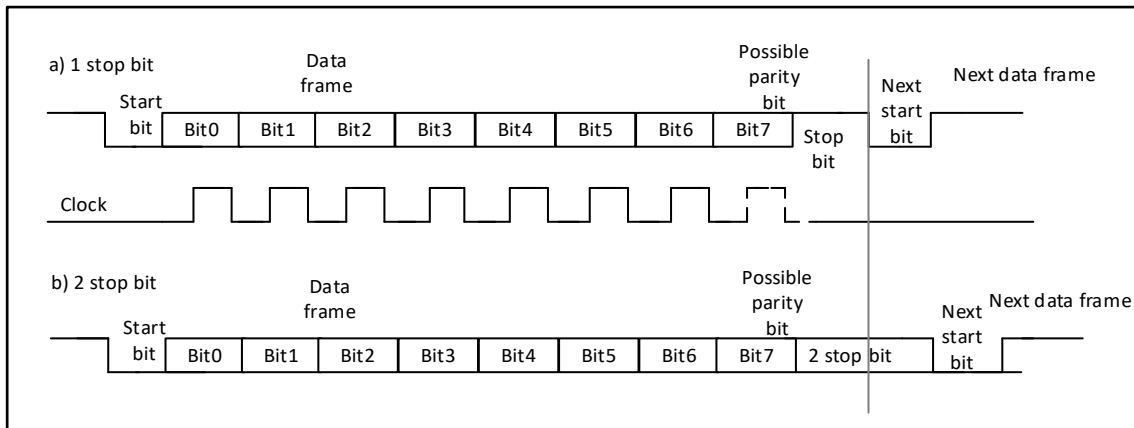 a) 1 stop bit
Data
frame
Possible
parity
bit
Next data frame
Start
bit
Next
start
bit
Bit0 Bit1 Bit2 Bit3 Bit4 Bit5 Bit6 Bit7
Stop
bit
Clock
b) 2 stop bit
Data
frame
Possible
parity
bit
Next data frame
Start
bit
Next
start
bit
Bit0 Bit1 Bit2 Bit3 Bit4 Bit5 Bit6 Bit7 2 stop bit